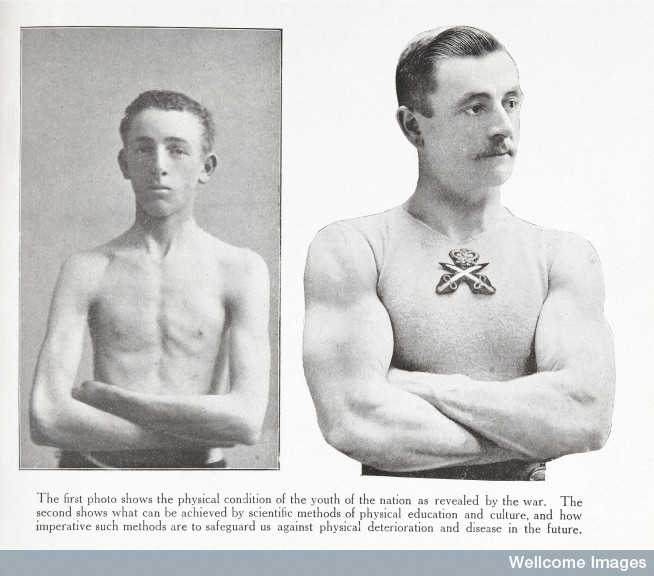 The first photo shows the physical condition of the youth of the nation as revealed by the war. The
second shows what can be achieved by scientific methods of physical education and culture, and how
imperative such methods are to safeguard us against physical deterioration and disease in the future.
Wellcome Images